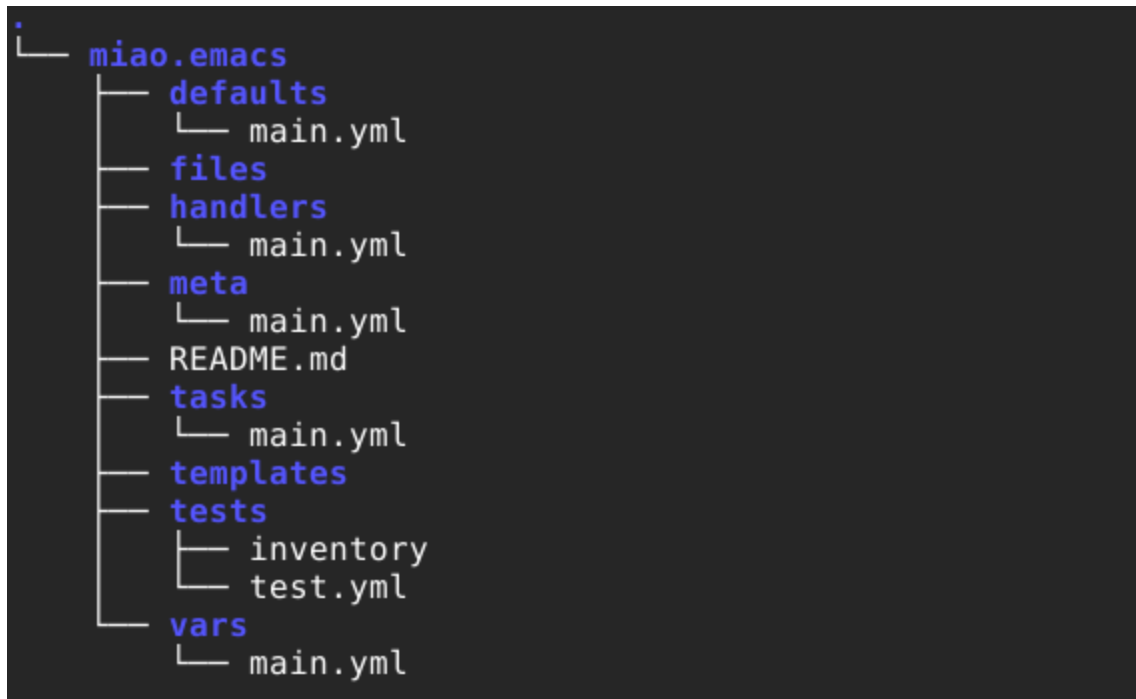 .
└── miao.emacs
    ├── defaults
    │   └── main.yml
    ├── files
    ├── handlers
    │   └── main.yml
    ├── meta
    │   └── main.yml
    ├── README.md
    ├── tasks
    │   └── main.yml
    ├── templates
    ├── tests
    │   ├── inventory
    │   └── test.yml
    └── vars
        └── main.yml